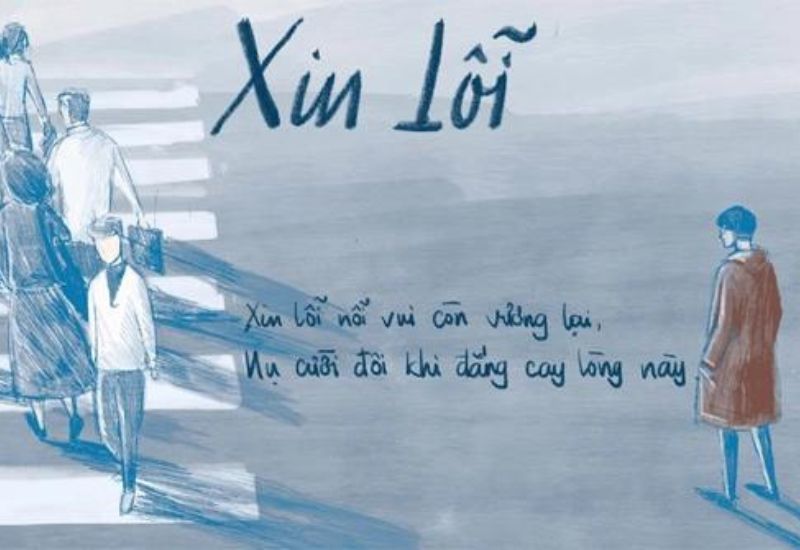 Xin Lỗi
Xin lỗi nỗi vui còn vương lại,
Nụ cười đôi khi đắng cay lòng này